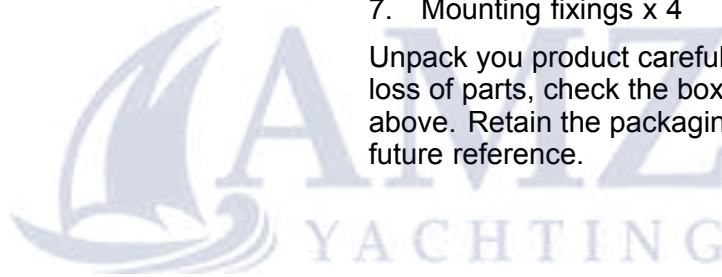 7. Mounting fixings x 4
Unpack you product careful
loss of parts, check the box
above. Retain the packagin
future reference.
AMZ
YACHTING